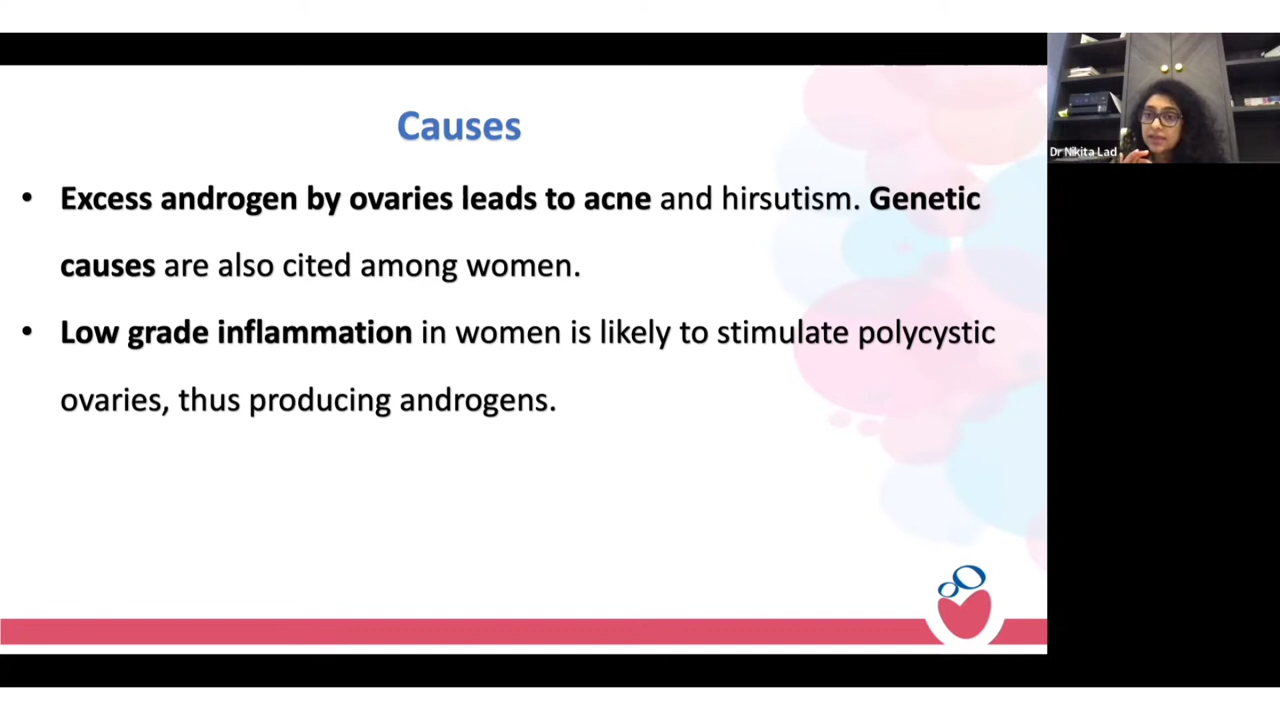 Causes
• Excess androgen by ovaries leads to acne and hirsutism. Genetic
causes are also cited among women.
• Low grade inflammation in women is likely to stimulate polycystic
ovaries, thus producing androgens.
Dr Nikita Lad